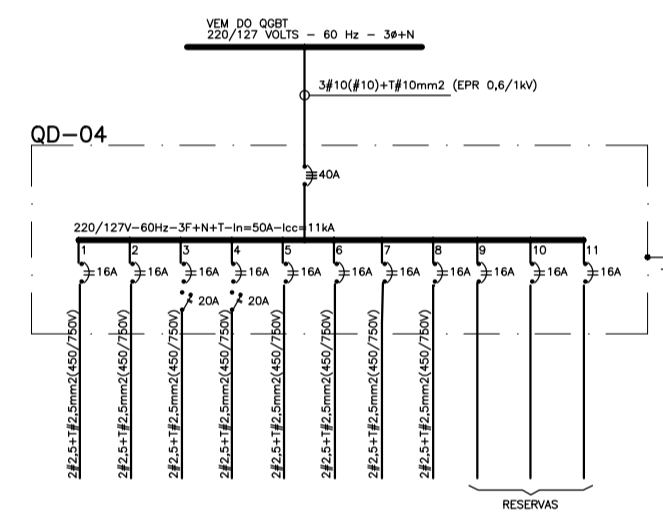 VEM DO QGBT
220/127 VOLTS - 60 Hz - 3ø+N
3#10(#10)+T#10mm2 (EPR 0,6/1kV)
QD-04
40A
220/127V-60Hz-3F+N+T-In=50A-Icc=11kA
1 2 3 4 5 6 7 8 9 10 11
16A 16A 16A 16A 16A 16A 16A 16A 16A 16A 16A
20A 20A
2#2,5+T#2,5mm2(450/750V)
2#2,5+T#2,5mm2(450/750V)
2#2,5+T#2,5mm2(450/750V)
2#2,5+T#2,5mm2(450/750V)
2#2,5+T#2,5mm2(450/750V)
2#2,5+T#2,5mm2(450/750V)
2#2,5+T#2,5mm2(450/750V)
2#2,5+T#2,5mm2(450/750V)
RESERVAS